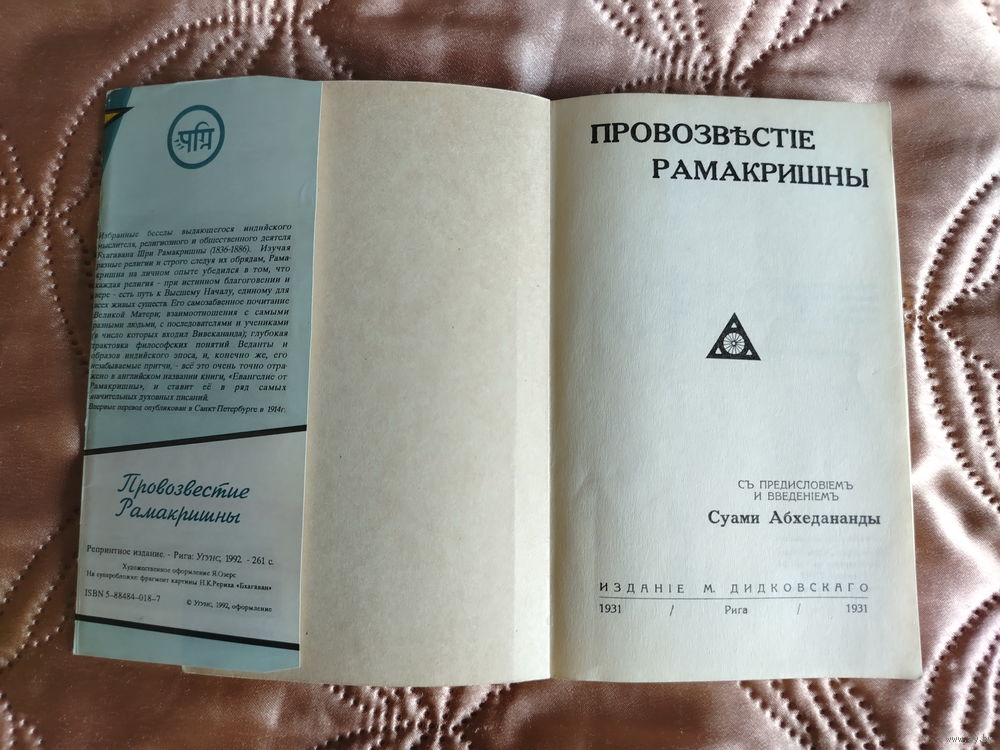 अग्नि
Избранные беседы выдающегося индийского
мыслителя, религиозного и общественного деятеля
Бхагавана Шри Рамакришны (1836-1886). Изучая
разные религии и строго следуя их обрядам, Рама-
кришна на личном опыте убедился в том, что
каждая религия - при истинном благоговении и
вере - есть путь к Высшему Началу, единому для
всех живых существ. Его самозабвенное почитание
Великой Матери; взаимоотношения с самыми
разными людьми, с последователями и учениками
(в число которых входил Вивекананда); глубокая
трактовка философских понятий Веданты и
образов индийского эпоса, и, конечно же, его
незабываемые притчи, - всё это очень точно отра-
жено в английском названии книги, «Евангелие от
Рамакришны», и ставит её в ряд самых
значительных духовных писаний.
Впервые перевод опубликован в Санкт-Петербурге в 1914г.
Провозвестие
Рамакришны
Репринтное издание. - Рига: Угунс, 1992. - 261 с.
Художественное оформление Я.Озерс
На суперобложке: фрагмент картины Н.К.Рериха «Бхагаван»
ISBN 5-88484-018-7
© Угунс, 1992, оформление
ПРОВОЗВѢСТІЕ
РАМАКРИШНЫ
СЪ ПРЕДИСЛОВІЕМЪ
И ВВЕДЕНІЕМЪ
Суами Абхедананды
ИЗДАНІЕ М. ДИДКОВСКАГО
1931 / Рига / 1931